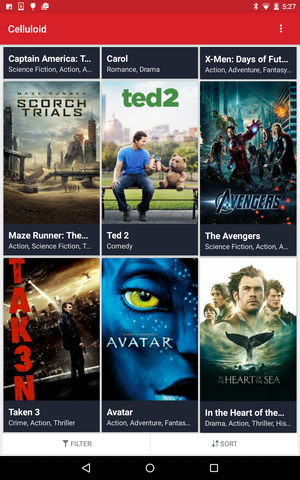 5:27
Celluloid
Captain America: T...
Science Fiction, Action, A...
Carol
Romance, Drama
X-Men: Days of Fut...
Action, Adventure, Fantasy...
MAZE RUNNER
SCORCH
TRIALS
ted2
AVENGERS
Maze Runner: The...
Action, Science Fiction, T...
Ted 2
Comedy
The Avengers
Science Fiction, Action, A...
TAK3N
AVATAR
IN THE HEART OF THE SEA
Taken 3
Crime, Action, Thriller
Avatar
Action, Adventure, Fantas...
In the Heart of the...
Drama, Action, Thriller, His...
FILTER
SORT